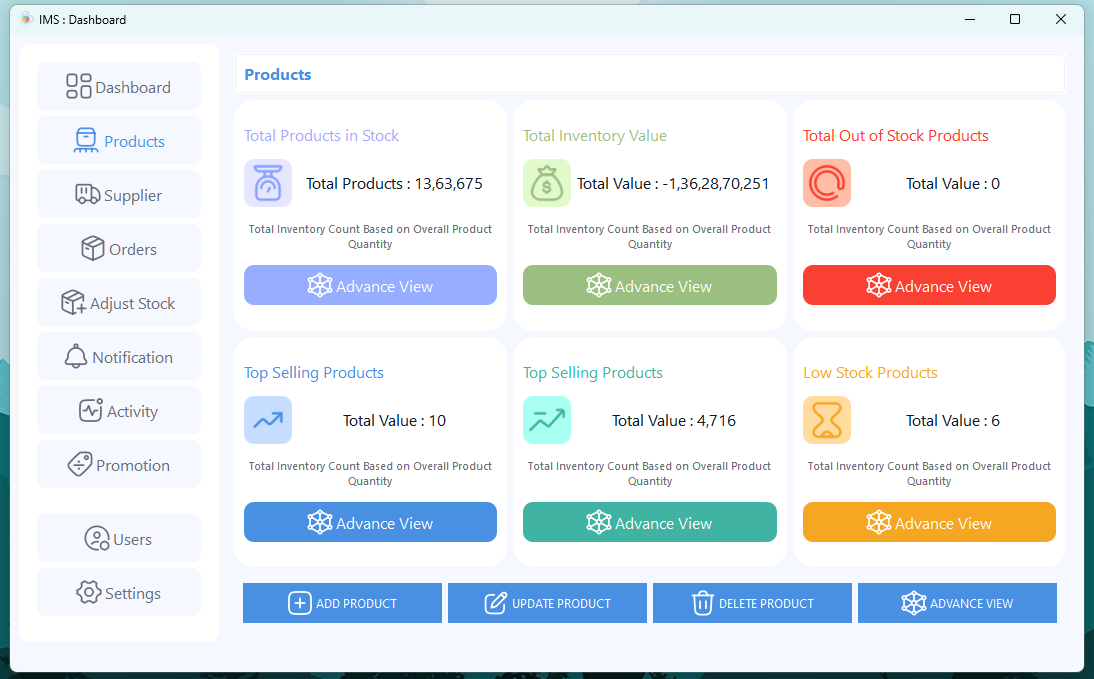 IMS : Dashboard
Dashboard
Products
Supplier
Orders
Adjust Stock
Notification
Activity
Promotion
Users
Settings
Products
Total Products in Stock
Total Products : 13,63,675
Total Inventory Count Based on Overall Product
Quantity
Advance View
Total Inventory Value
Total Value : -1,36,28,70,251
Total Inventory Count Based on Overall Product
Quantity
Advance View
Total Out of Stock Products
Total Value : 0
Total Inventory Count Based on Overall Product
Quantity
Advance View
Top Selling Products
Total Value : 10
Total Inventory Count Based on Overall Product
Quantity
Advance View
Top Selling Products
Total Value : 4,716
Total Inventory Count Based on Overall Product
Quantity
Advance View
Low Stock Products
Total Value : 6
Total Inventory Count Based on Overall Product
Quantity
Advance View
ADD PRODUCT
UPDATE PRODUCT
DELETE PRODUCT
ADVANCE VIEW